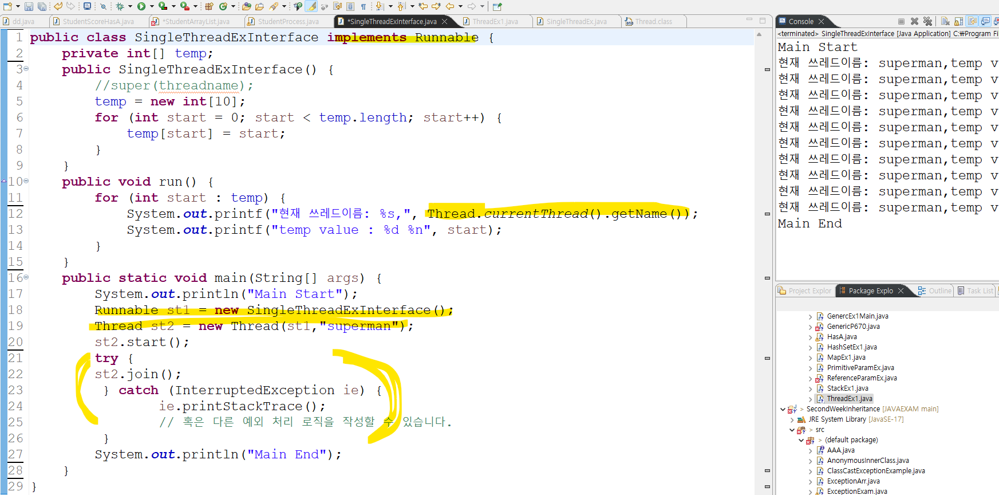 dd.java
StudentScoreHasA.java
*StudentArrayList.java
StudentProcess.java
*SingleThreadExInterface.java
ThreadEx1.java
SingleThreadEx.java
Thread.class
1 public class SingleThreadExInterface implements Runnable {
2 private int[] temp;
3 public SingleThreadExInterface() {
4 //super(threadname);
5 temp = new int[10];
6 for (int start = 0; start < temp.length; start++) {
7 temp[start] = start;
8 }
9 }
10 public void run() {
11 for (int start : temp) {
12 System.out.printf("현재 쓰레드이름: %s,", Thread.currentThread().getName());
13 System.out.printf("temp value : %d %n", start);
14 }
15 }
16 public static void main(String[] args) {
17 System.out.println("Main Start");
18 Runnable st1 = new SingleThreadExInterface();
19 Thread st2 = new Thread(st1,"superman");
20 st2.start();
21 try {
22 st2.join();
23 } catch (InterruptedException ie) {
24 ie.printStackTrace();
25 // 혹은 다른 예외 처리 로직을 작성할 수 있습니다.
26 }
27 System.out.println("Main End");
28 }
29 }
Console
<terminated> SingleThreadExInterface [Java Application] C:₩Program Fi
Main Start
현재 쓰레드이름: superman,temp v
현재 쓰레드이름: superman,temp v
현재 쓰레드이름: superman,temp v
현재 쓰레드이름: superman,temp v
현재 쓰레드이름: superman,temp v
현재 쓰레드이름: superman,temp v
현재 쓰레드이름: superman,temp v
현재 쓰레드이름: superman,temp v
현재 쓰레드이름: superman,temp v
현재 쓰레드이름: superman,temp v
Main End
Project Explor
Package Explo
Outline
Task List
GenercEx1Main.java
GenericP670.java
HasA.java
HashSetEx1.java
MapEx1.java
PrimitiveParamEx.java
ReferenceParamEx.java
StackEx1.java
ThreadEx1.java
> SecondWeekInheritance [JAVAEXAM main]
JRE System Library [JavaSE-17]
> src
> (default package)
AAA.java
AnonymousInnerClass.java
ClassCastExceptionExample.java
ExceptionArr.java
ExceptionExam.java